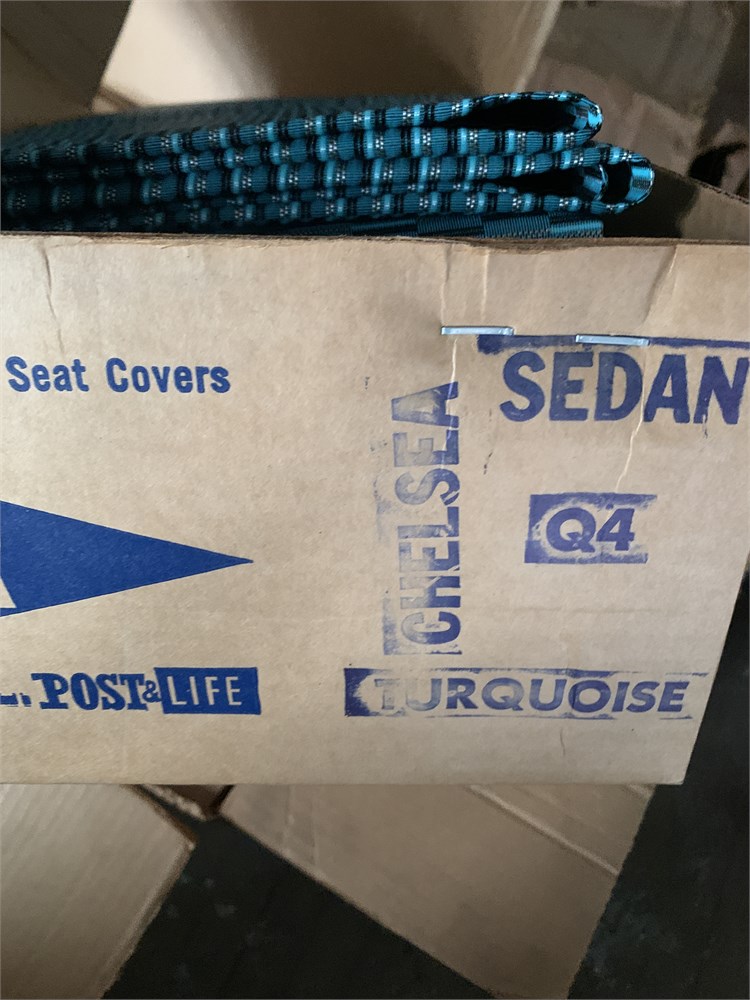 Seat Covers
SEDAN
CHELSEA
Q4
POST & LIFE
TURQUOISE